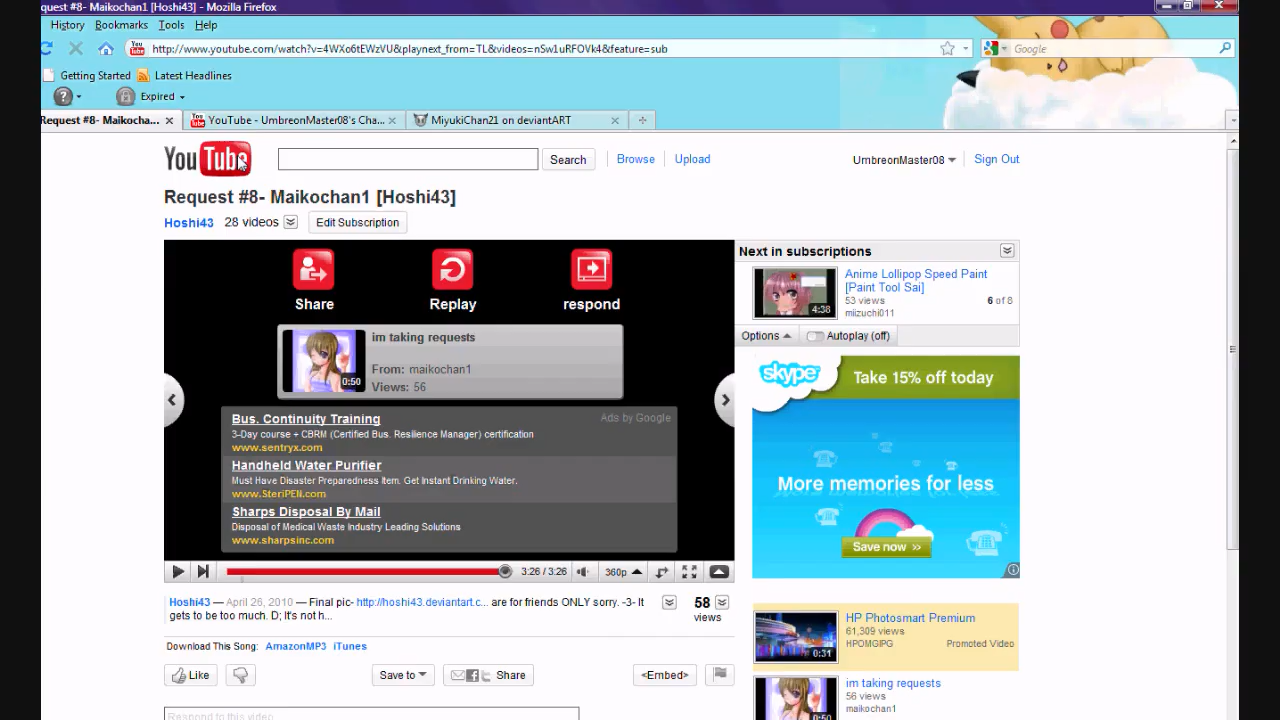 quest #8- Maikochan1 [Hoshi43] - Mozilla Firefox
History Bookmarks Tools Help
http://www.youtube.com/watch?v=4WXo6tEWzVU&playnext_from=TL&videos=nSw1uRFOVk4&feature=sub
Google
Getting Started Latest Headlines
Expired
Request #8- Maikocha... YouTube - UmbreonMaster08's Cha... MiyukiChan21 on deviantART
YouTube Search Browse Upload UmbreonMaster08 Sign Out
Request #8- Maikochan1 [Hoshi43]
Hoshi43 28 videos Edit Subscription
Share Replay respond
im taking requests
From: maikochan1
Views: 56
0:50
Bus. Continuity Training Ads by Google
3-Day course + CBRM (Certified Bus. Resilience Manager) certification
www.sentryx.com
Handheld Water Purifier
Must Have Disaster Preparedness Item. Get Instant Drinking Water.
www.SteriPEN.com
Sharps Disposal By Mail
Disposal of Medical Waste Industry Leading Solutions
www.sharpsinc.com
3:26 / 3:26 360p
Hoshi43 — April 26, 2010 — Final pic- http://hoshi43.deviantart.c... are for friends ONLY sorry. -3- It
gets to be too much. D; It's not h...
58
views
Download This Song: AmazonMP3 iTunes
Like Save to Share <Embed>
Respond to this video...
Next in subscriptions
Anime Lollipop Speed Paint
[Paint Tool Sai]
53 views 6 of 8
miizuchi011
4:38
Options Autoplay (off)
skype Take 15% off today
More memories for less
Save now >>
HP Photosmart Premium
61,309 views
HPOMGIPG Promoted Video
0:31
im taking requests
56 views
maikochan1
0:50